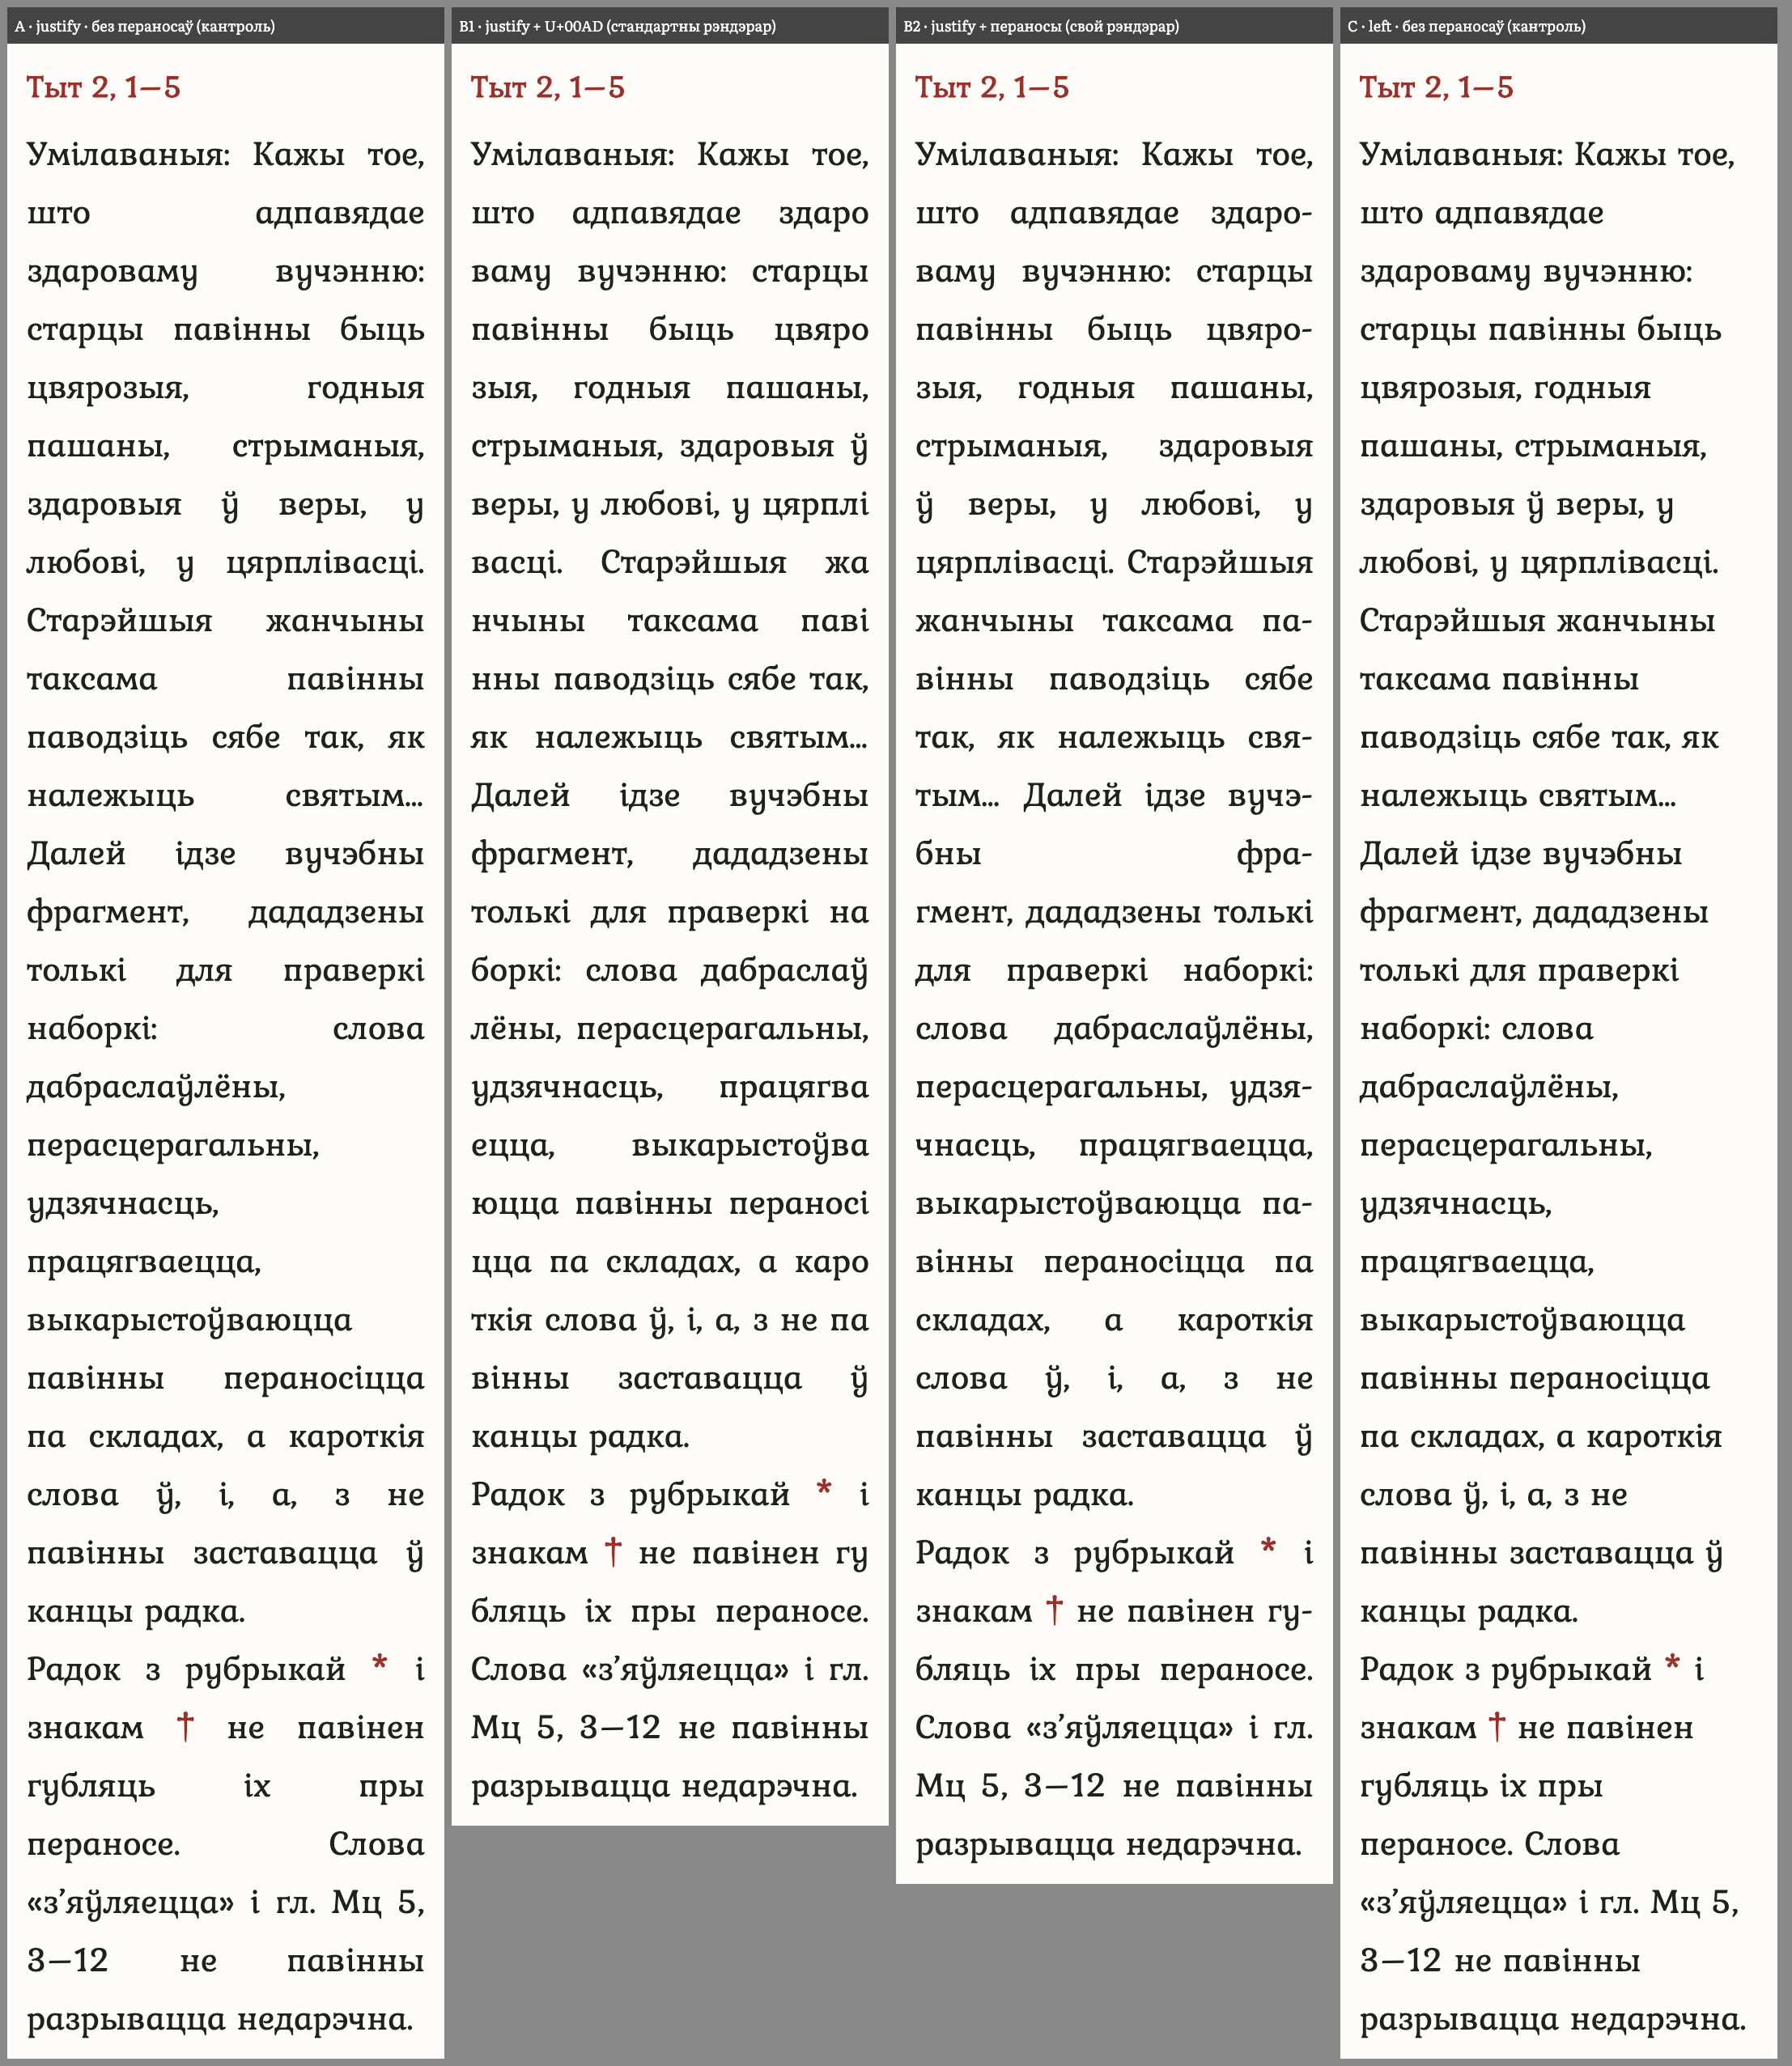 A · justify · без пераносаў (кантроль)
Тыт 2, 1—5
Умілаваныя: Кажы тое,
што адпавядае
здароваму вучэнню:
старцы павінны быць
цвярозыя, годныя
пашаны, стрыманыя,
здаровыя ў веры, у
любові, у цярплівасці.
Старэйшыя жанчыны
таксама павінны
паводзіць сябе так, як
належыць святым...
Далей ідзе вучэбны
фрагмент, дададзены
толькі для праверкі
наборкі: слова
дабраслаўлёны,
перасцерагальны,
удзячнасць,
працягваецца,
выкарыстоўваюцца
павінны пераносіцца
па складах, а кароткія
слова ў, і, а, з не
павінны заставацца ў
канцы радка.
Радок з рубрыкай * і
знакам † не павінен
губляць іх пры
пераносе. Слова
«з’яўляецца» і гл. Мц 5,
3—12 не павінны
разрывацца недарэчна.
B1 · justify + U+00AD (стандартны рэндэрар)
Тыт 2, 1—5
Умілаваныя: Кажы тое,
што адпавядае здаро
ваму вучэнню: старцы
павінны быць цвяро
зыя, годныя пашаны,
стрыманыя, здаровыя ў
веры, у любові, у цярплі
васці. Старэйшыя жа
нчыны таксама паві
нны паводзіць сябе так,
як належыць святым...
Далей ідзе вучэбны
фрагмент, дададзены
толькі для праверкі на
боркі: слова дабраслаў
лёны, перасцерагальны,
удзячнасць, працягва
ецца, выкарыстоўва
юцца павінны пераносі
цца па складах, а каро
ткія слова ў, і, а, з не па
вінны заставацца ў
канцы радка.
Радок з рубрыкай * і
знакам † не павінен гу
бляць іх пры пераносе.
Слова «з’яўляецца» і гл.
Мц 5, 3—12 не павінны
разрывацца недарэчна.
B2 · justify + пераносы (свой рэндэрар)
Тыт 2, 1—5
Умілаваныя: Кажы тое,
што адпавядае здаро-
ваму вучэнню: старцы
павінны быць цвяро-
зыя, годныя пашаны,
стрыманыя, здаровыя
ў веры, у любові, у
цярплівасці. Старэйшыя
жанчыны таксама па-
вінны паводзіць сябе
так, як належыць свя-
тым... Далей ідзе вучэ-
бны фра-
гмент, дададзены толькі
для праверкі наборкі:
слова дабраслаўлёны,
перасцерагальны, удзя-
чнасць, працягваецца,
выкарыстоўваюцца па-
вінны пераносіцца па
складах, а кароткія
слова ў, і, а, з не
павінны заставацца ў
канцы радка.
Радок з рубрыкай * і
знакам † не павінен гу-
бляць іх пры пераносе.
Слова «з’яўляецца» і гл.
Мц 5, 3—12 не павінны
разрывацца недарэчна.
C · left · без пераносаў (кантроль)
Тыт 2, 1—5
Умілаваныя: Кажы тое,
што адпавядае
здароваму вучэнню:
старцы павінны быць
цвярозыя, годныя
пашаны, стрыманыя,
здаровыя ў веры, у
любові, у цярплівасці.
Старэйшыя жанчыны
таксама павінны
паводзіць сябе так, як
належыць святым...
Далей ідзе вучэбны
фрагмент, дададзены
толькі для праверкі
наборкі: слова
дабраслаўлёны,
перасцерагальны,
удзячнасць,
працягваецца,
выкарыстоўваюцца
павінны пераносіцца
па складах, а кароткія
слова ў, і, а, з не
павінны заставацца ў
канцы радка.
Радок з рубрыкай * і
знакам † не павінен
губляць іх пры
пераносе. Слова
«з’яўляецца» і гл. Мц 5,
3—12 не павінны
разрывацца недарэчна.